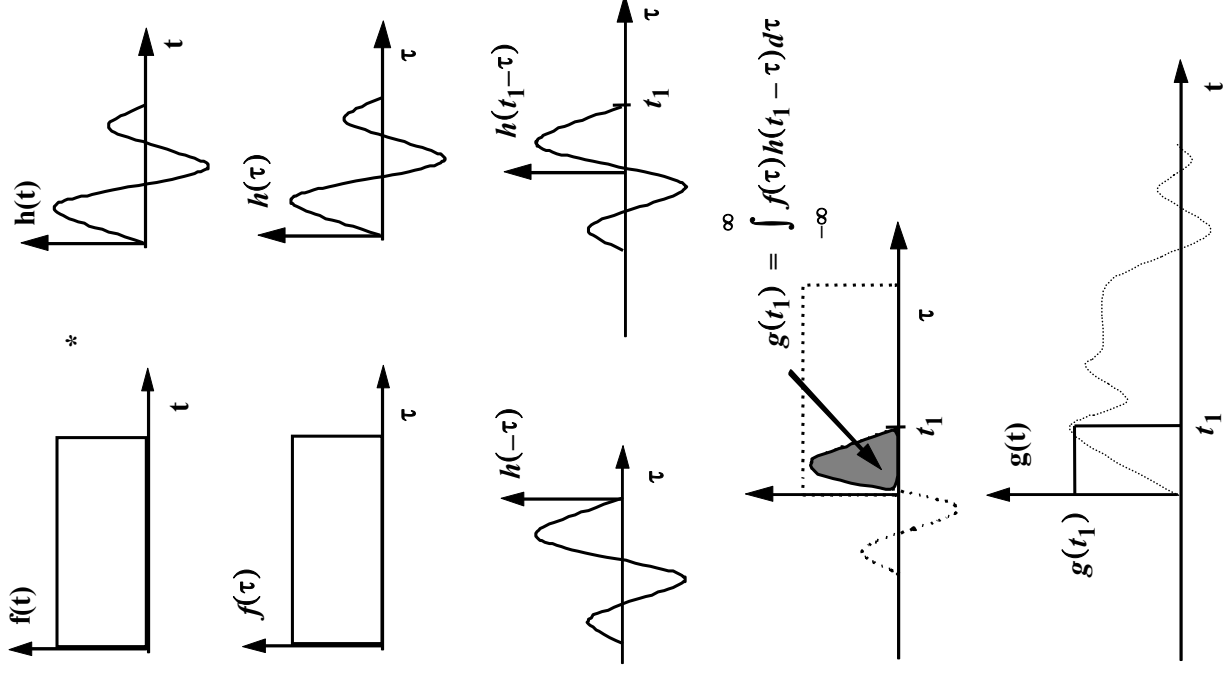 f(t)
t
*
h(t)
t
f(τ)
τ
h(τ)
τ
h(−τ)
τ
h(t1−τ)
τ
t1
g(t1) = ∫ f(τ)h(t1 − τ)dτ
∞
−∞
τ
t1
g(t)
g(t1)
t1
t